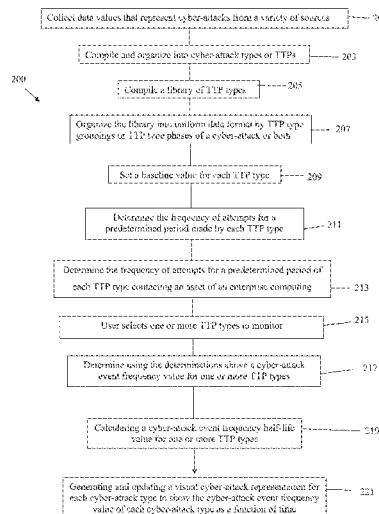 Collect data values that represent cyber-attacks from a variety of sources
Compile and organize into cyber-attack types or TTPs
203
200
Compile a library of TTP types
205
Organize the library into uniform data format by TTP type
groupings or TTP type phases of a cyber-attack or both
207
Set a baseline value for each TTP type
209
Determine the frequency of attempts for a
predetermined period made by each TTP type
211
Determine the frequency of attempts for a predetermined period of
each TTP type contacting an asset of an enterprise computing
213
User selects one or more TTP types to monitor
215
Determine using the determinations above a cyber-attack
event frequency value for one or more TTP types
217
Calculating a cyber-attack event frequency half-life
value for one or more TTP types
219
Generating and updating a visual cyber-attack representation for
each cyber-attack type to show the cyber-attack event frequency
value of each cyber-attack type as a function of time
221